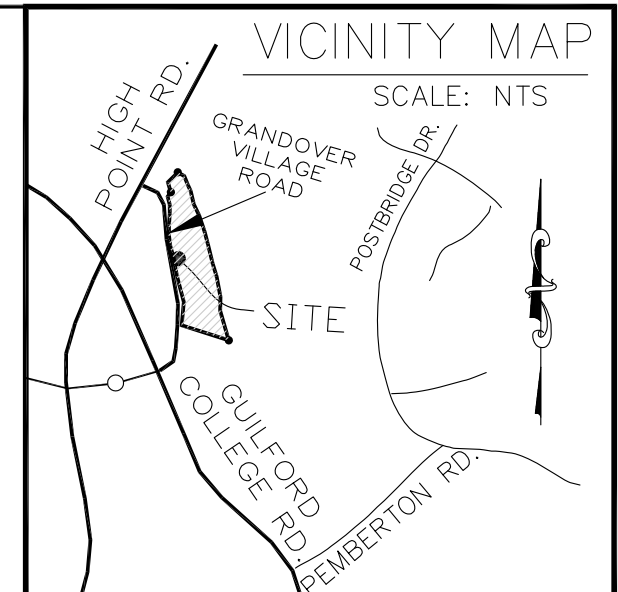 VICINITY MAP
SCALE: NTS
HIGH
POINT RD.
GRANDOVER
VILLAGE
ROAD
POSTBRIDGE DR.
SITE
GUILFORD
COLLEGE RD.
PEMBERTON RD.